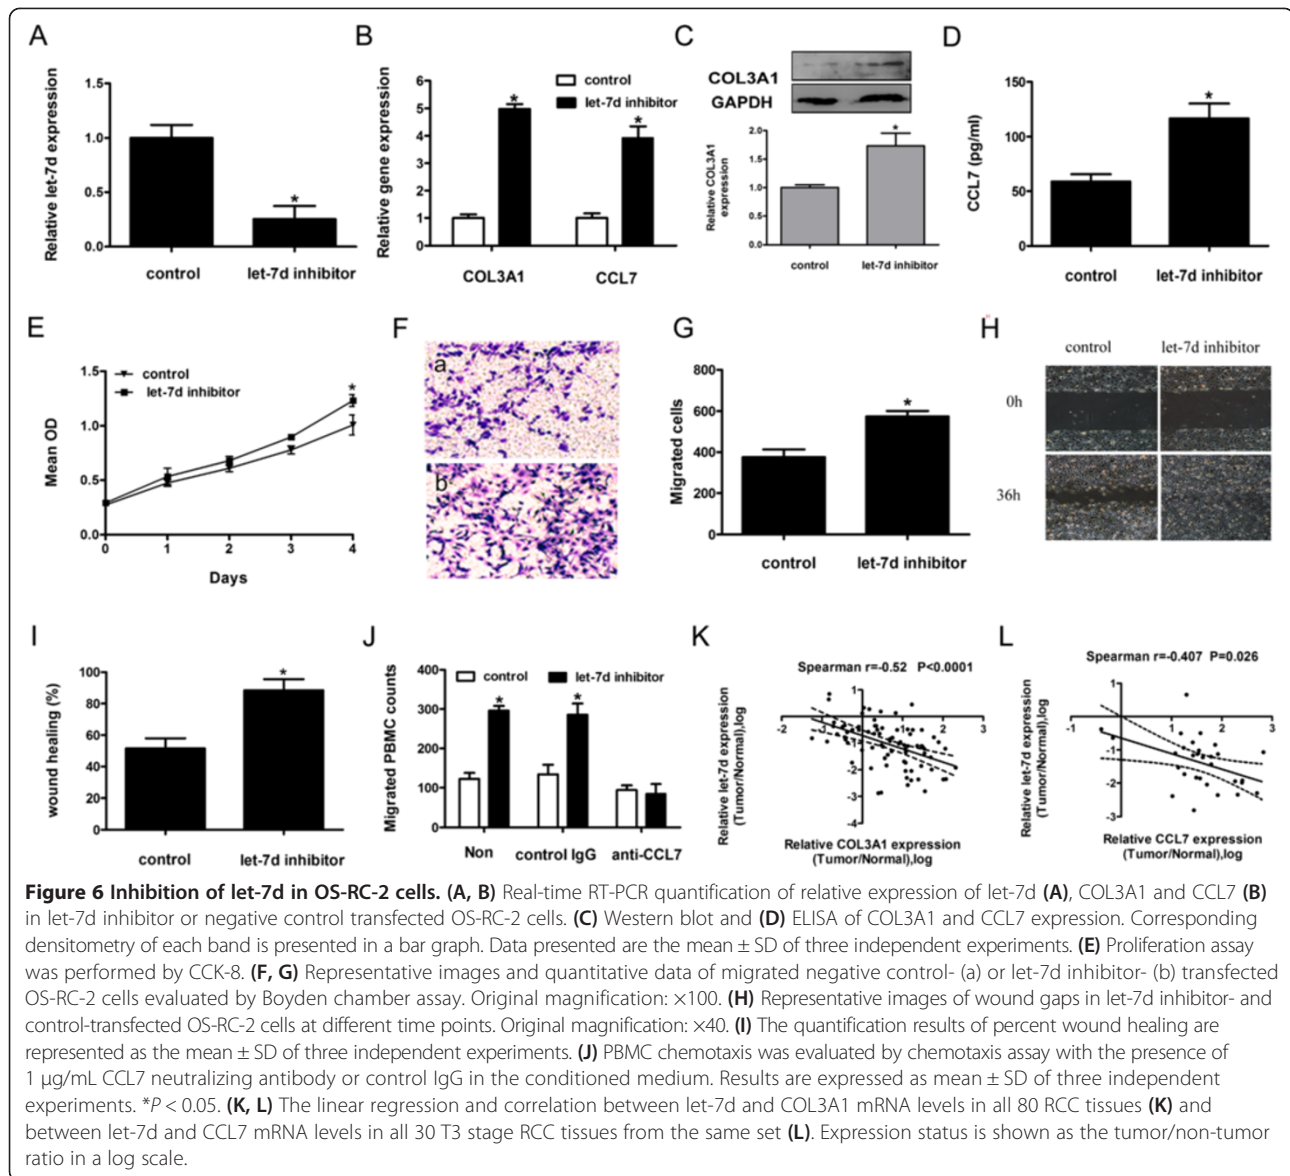 A
Relative let-7d expression
1.5
1.0
0.5
0.0
*
control
let-7d inhibitor
B
Relative gene expression
6
5
4
3
2
1
0
control
let-7d inhibitor
*
*
COL3A1
CCL7
C
COL3A1
GAPDH
Relative COL3A1
expression
2.0
1.5
1.0
0.5
0.0
*
control
let-7d inhibitor
D
CCL7 (pg/ml)
150
100
50
0
*
control
let-7d inhibitor
E
Mean OD
1.5
1.0
0.5
0.0
control
let-7d inhibitor
*
0 1 2 3 4
Days
F
a
b
G
Migrated cells
800
600
400
200
0
*
control
let-7d inhibitor
H
control
let-7d inhibitor
0h
36h
I
wound healing (%)
100
80
60
40
20
0
*
control
let-7d inhibitor
J
Migrated PBMC counts
400
300
200
100
0
control
let-7d inhibitor
*
*
Non
control IgG
anti-CCL7
K
Spearman r=-0.52 P<0.0001
Relative let-7d expression
(Tumor/Normal),log
1
-2 -1 1 2 3
-1
-2
-3
-4
Relative COL3A1 expression
(Tumor/Normal),log
L
Spearman r=-0.407 P=0.026
Relative let-7d expression
(Tumor/Normal),log
1
-1 1 2 3
-1
-2
-3
Relative CCL7 expression
(Tumor/Normal),log
Figure 6 Inhibition of let-7d in OS-RC-2 cells. (A, B) Real-time RT-PCR quantification of relative expression of let-7d (A), COL3A1 and CCL7 (B)
in let-7d inhibitor or negative control transfected OS-RC-2 cells. (C) Western blot and (D) ELISA of COL3A1 and CCL7 expression. Corresponding
densitometry of each band is presented in a bar graph. Data presented are the mean ± SD of three independent experiments. (E) Proliferation assay
was performed by CCK-8. (F, G) Representative images and quantitative data of migrated negative control- (a) or let-7d inhibitor- (b) transfected
OS-RC-2 cells evaluated by Boyden chamber assay. Original magnification: ×100. (H) Representative images of wound gaps in let-7d inhibitor- and
control-transfected OS-RC-2 cells at different time points. Original magnification: ×40. (I) The quantification results of percent wound healing are
represented as the mean ± SD of three independent experiments. (J) PBMC chemotaxis was evaluated by chemotaxis assay with the presence of
1 μg/mL CCL7 neutralizing antibody or control IgG in the conditioned medium. Results are expressed as mean ± SD of three independent
experiments. *P < 0.05. (K, L) The linear regression and correlation between let-7d and COL3A1 mRNA levels in all 80 RCC tissues (K) and
between let-7d and CCL7 mRNA levels in all 30 T3 stage RCC tissues from the same set (L). Expression status is shown as the tumor/non-tumor
ratio in a log scale.